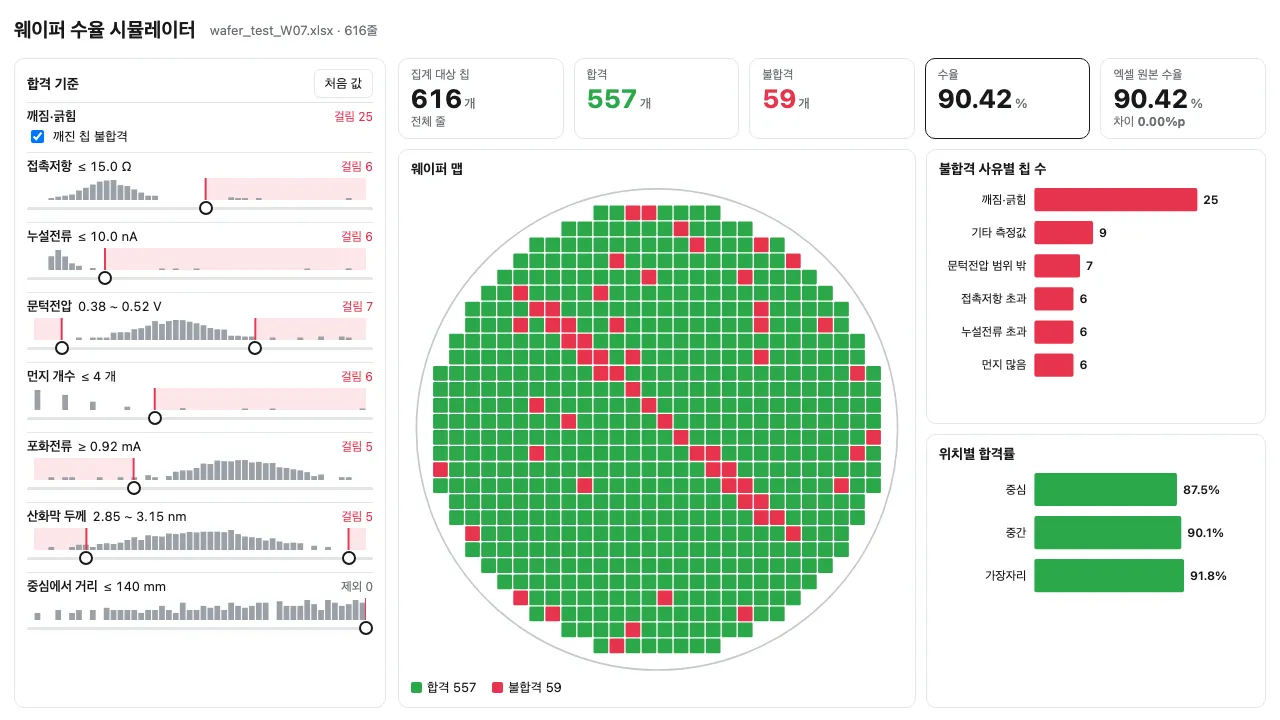 웨이퍼 수율 시뮬레이터 wafer_test_W07.xlsx · 616줄
합격 기준 처음 값
깨짐·긁힘 걸림 25
깨진 칩 불합격
접촉저항 ≤ 15.0 Ω 걸림 6
누설전류 ≤ 10.0 nA 걸림 6
문턱전압 0.38 ~ 0.52 V 걸림 7
먼지 개수 ≤ 4 개 걸림 6
포화전류 ≥ 0.92 mA 걸림 5
산화막 두께 2.85 ~ 3.15 nm 걸림 5
중심에서 거리 ≤ 140 mm 제외 0
집계 대상 칩
616 개
전체 줄
합격
557 개
불합격
59 개
수율
90.42 %
엑셀 원본 수율
90.42 %
차이 0.00%p
웨이퍼 맵
합격 557 불합격 59
불합격 사유별 칩 수
깨짐·긁힘 25
기타 측정값 9
문턱전압 범위 밖 7
접촉저항 초과 6
누설전류 초과 6
먼지 많음 6
위치별 합격률
중심 87.5%
중간 90.1%
가장자리 91.8%